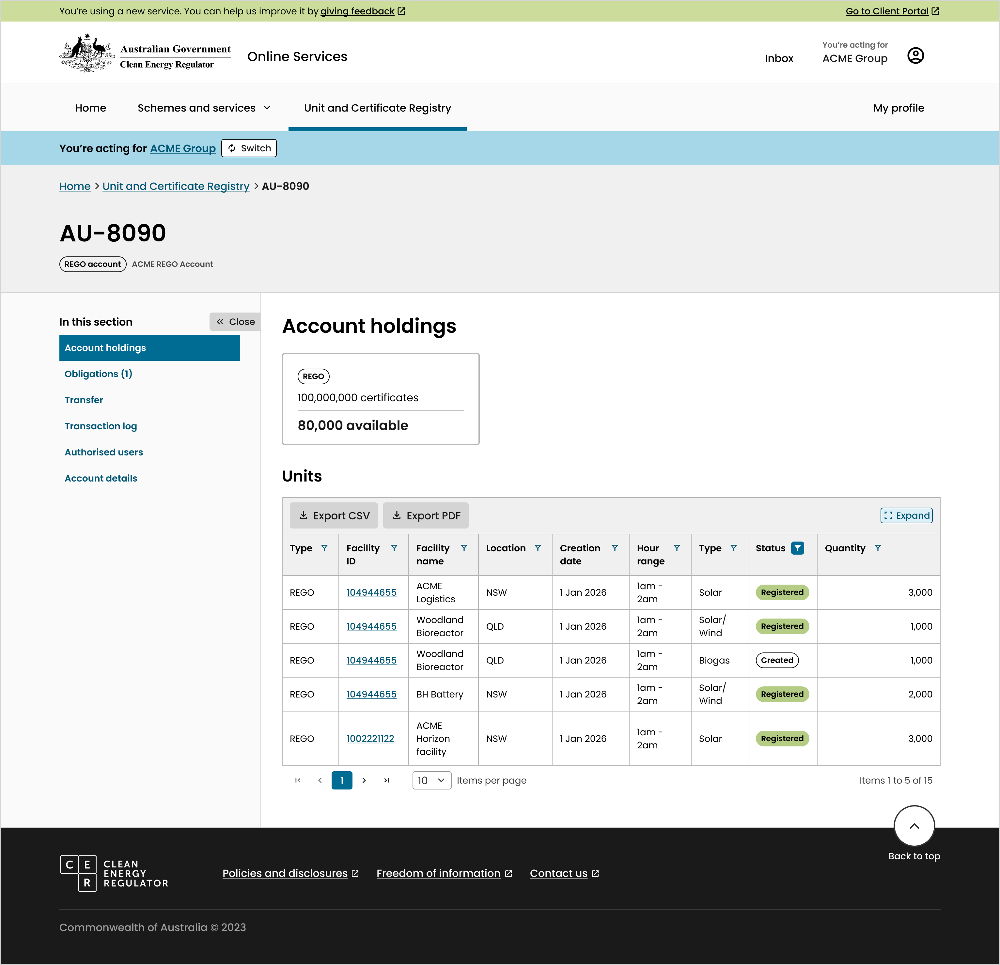 You're using a new service. You can help us improve it by giving feedback
Go to Client Portal
AUSTRALIA
Australian Government
Clean Energy Regulator
Online Services
Inbox
You're acting for
ACME Group
Home
Schemes and services
Unit and Certificate Registry
My profile
You're acting for ACME Group
Switch
Home > Unit and Certificate Registry > AU-8090
AU-8090
REGO account
ACME REGO Account
In this section
Close
Account holdings
Obligations (1)
Transfer
Transaction log
Authorised users
Account details
Account holdings
REGO
100,000,000 certificates
80,000 available
Units
Export CSV
Export PDF
Expand
Type
Facility
ID
Facility
name
Location
Creation
date
Hour
range
Type
Status
Quantity
REGO
104944655
ACME
Logistics
NSW
1 Jan 2026
1am -
2am
Solar
Registered
3,000
REGO
104944655
Woodland
Bioreactor
QLD
1 Jan 2026
1am -
2am
Solar/
Wind
Registered
1,000
REGO
104944655
Woodland
Bioreactor
QLD
1 Jan 2026
1am -
2am
Biogas
Created
1,000
REGO
104944655
BH Battery
NSW
1 Jan 2026
1am -
2am
Solar/
Wind
Registered
2,000
REGO
1002221122
ACME
Horizon
facility
NSW
1 Jan 2026
1am -
2am
Solar
Registered
3,000
1
10
Items per page
Items 1 to 5 of 15
Back to top
C E R
CLEAN
ENERGY
REGULATOR
Policies and disclosures
Freedom of information
Contact us
Commonwealth of Australia © 2023